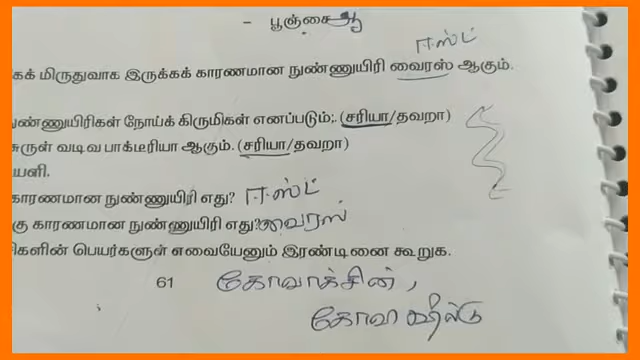 - பூஞ்சை
ஈஸ்ட்
கக் மிருதுவாக இருக்கக் காரணமான நுண்ணுயிரி வைரஸ் ஆகும்.
நுண்ணுயிரிகள் நோய்க் கிருமிகள் எனப்படும்;. (சரியா/தவறா)
சுருள் வடிவ பாக்டீரியா ஆகும். (சரியா/தவறா)
யளி.
காரணமான நுண்ணுயிரி எது? ஈஸ்ட்
கு காரணமான நுண்ணுயிரி எது? வைரஸ்
களின் பெயர்களுள் எவையேனும் இரண்டினை கூறுக.
61 கோவாக்சின்,
கோவிஷீல்டு